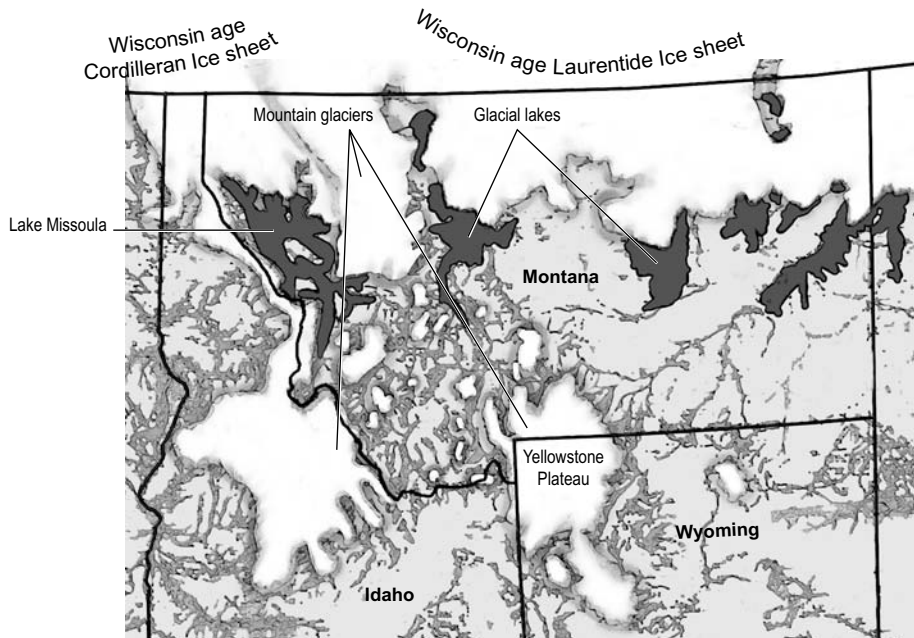 Wisconsin age
Cordilleran Ice sheet
Wisconsin age Laurentide Ice sheet
Mountain glaciers
Glacial lakes
Lake Missoula
Montana
Yellowstone
Plateau
Wyoming
Idaho